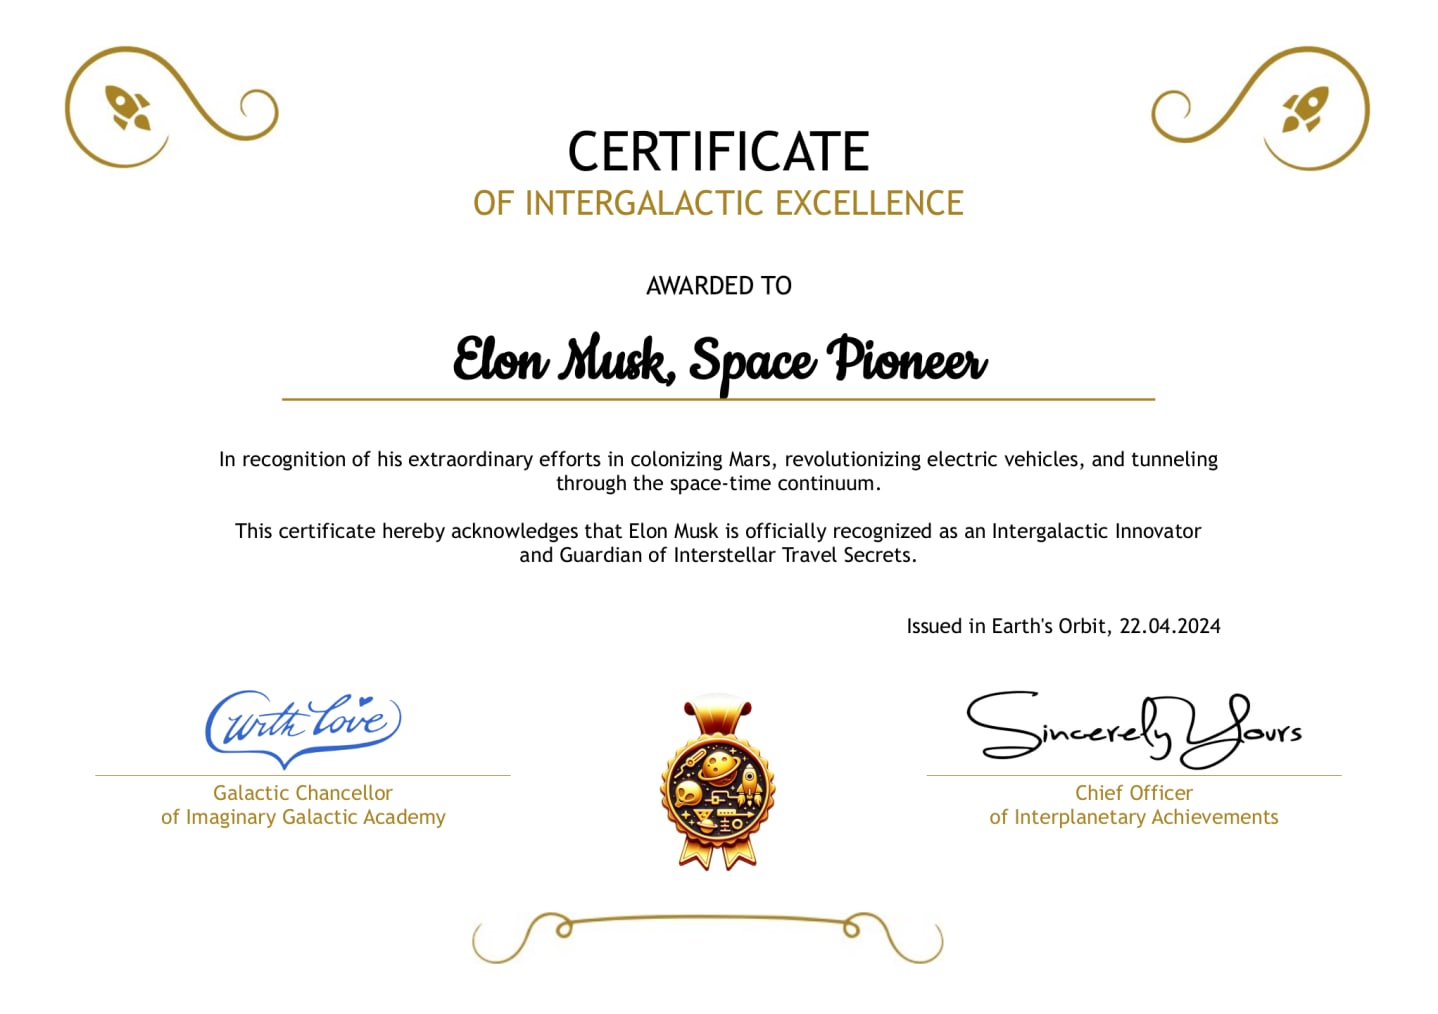 CERTIFICATE
OF INTERGALACTIC EXCELLENCE
AWARDED TO
Elon Musk, Space Pioneer
In recognition of his extraordinary efforts in colonizing Mars, revolutionizing electric vehicles, and tunneling
through the space-time continuum.
This certificate hereby acknowledges that Elon Musk is officially recognized as an Intergalactic Innovator
and Guardian of Interstellar Travel Secrets.
Issued in Earth's Orbit, 22.04.2024
With Love
Sincerely Yours
Galactic Chancellor
of Imaginary Galactic Academy
Chief Officer
of Interplanetary Achievements